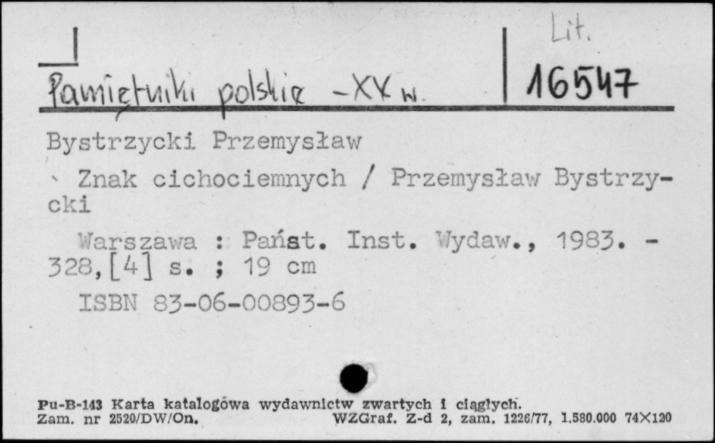 Lit.
Pamiętniki polskie - XX w.
16547
Bystrzycki Przemysław
Znak cichociemnych / Przemysław Bystrzy-
cki
Warszawa : Państ. Inst. Wydaw., 1983. -
328,[4] s. ; 19 cm
ISBN 83-06-00893-6
Pu-B-143 Karta katalogowa wydawnictw zwartych i ciągłych.
Zam. nr 2520/DW/On. WZGraf. Z-d 2, zam. 1226/77, 1.580.000 74×120